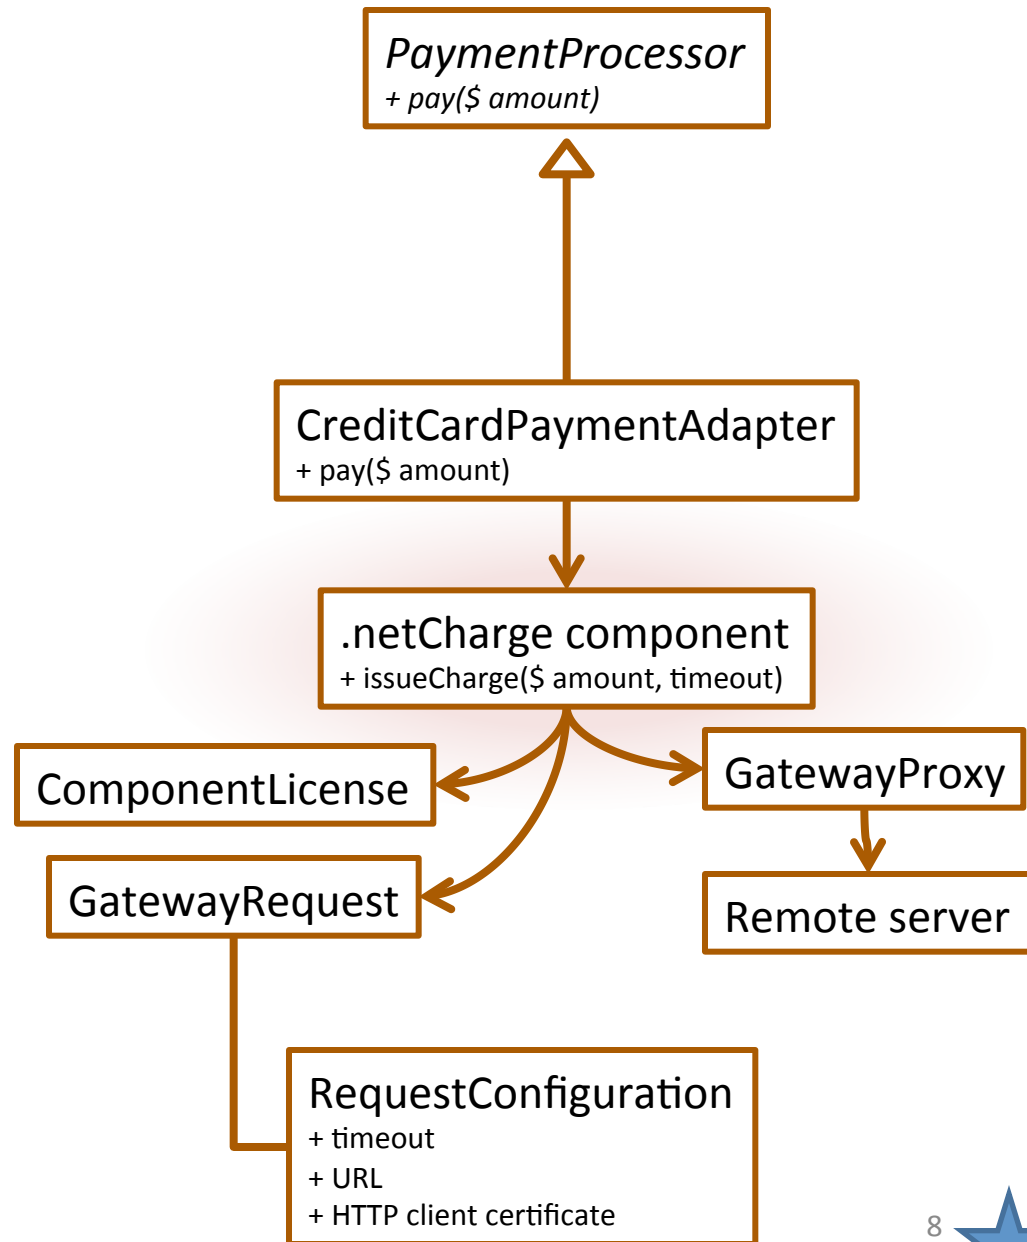 PaymentProcessor
+ pay($ amount)
CreditCardPaymentAdapter
+ pay($ amount)
.netCharge component
+ issueCharge($ amount, timeout)
ComponentLicense
GatewayProxy
GatewayRequest
Remote server
RequestConfiguration
+ timeout
+ URL
+ HTTP client certificate
8